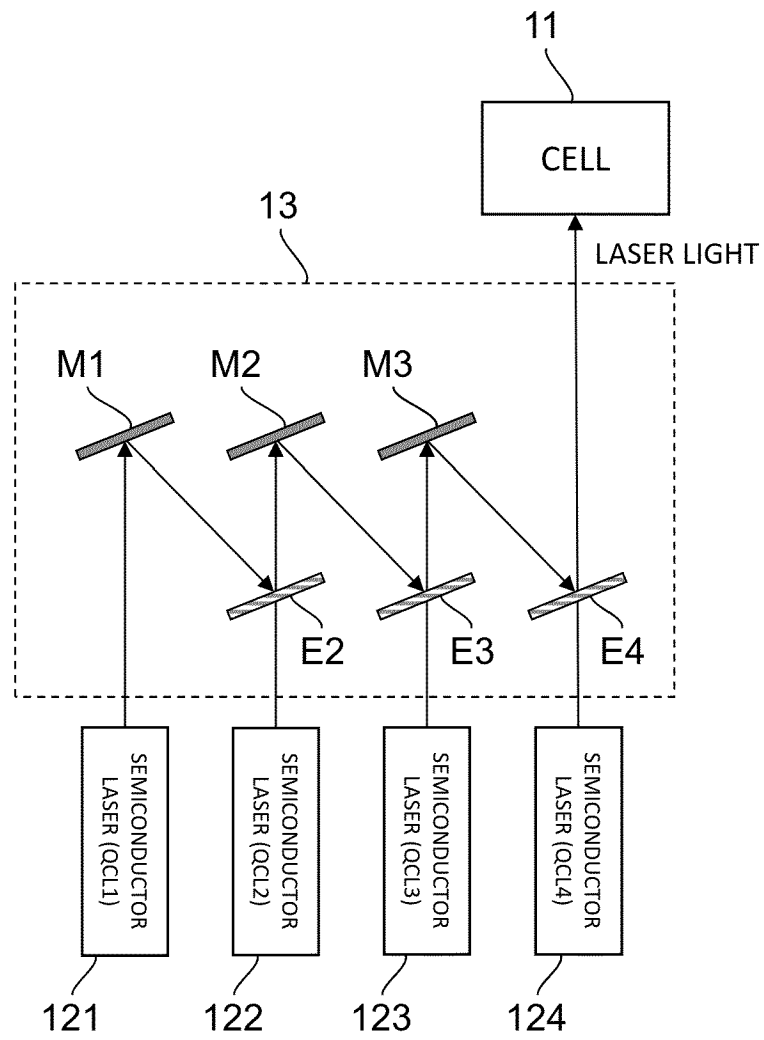 11
CELL
13
LASER LIGHT
M1
M2
M3
E2
E3
E4
SEMICONDUCTOR
LASER (QCL1)
SEMICONDUCTOR
LASER (QCL2)
SEMICONDUCTOR
LASER (QCL3)
SEMICONDUCTOR
LASER (QCL4)
121
122
123
124